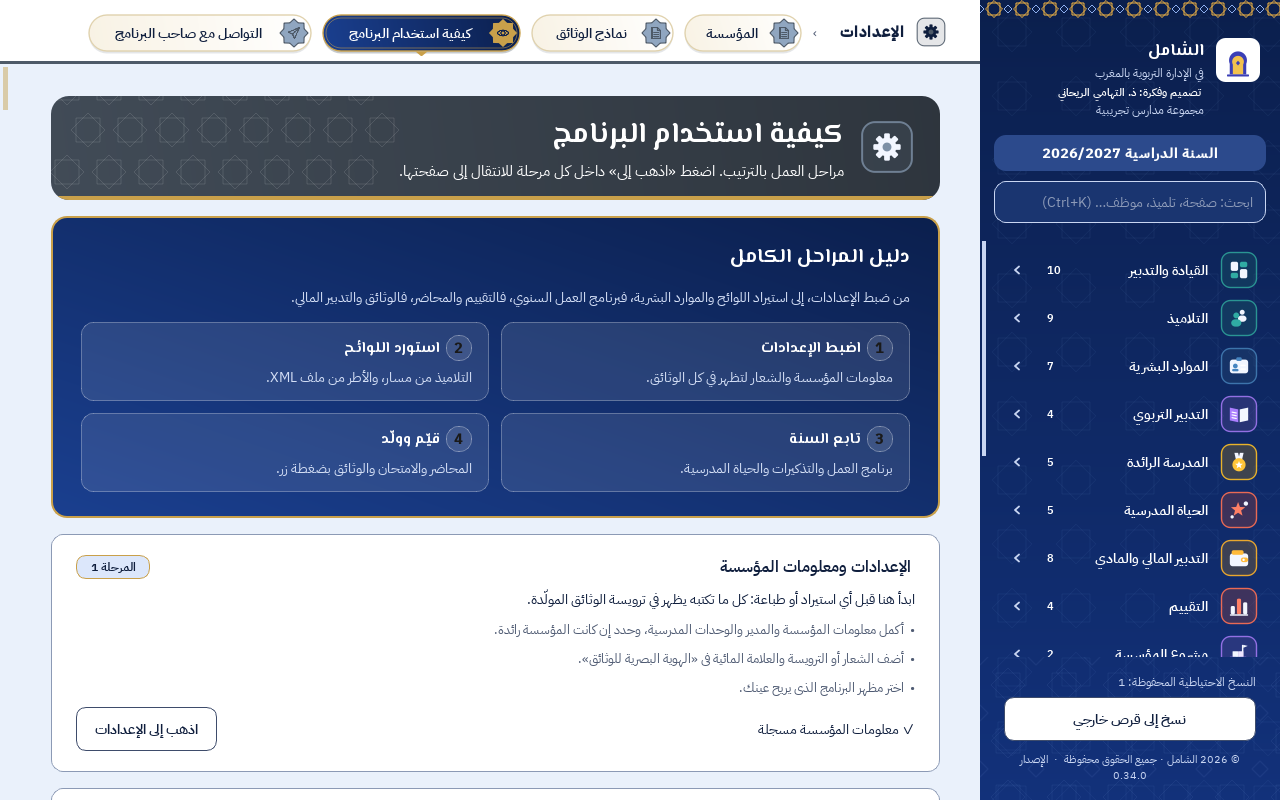 الشامل
في الإدارة التربوية بالمغرب
تصميم وفكرة: ذ. التهامي الريحاني
مجموعة مدارس تجريبية
السنة الدراسية 2026/2027
ابحث: صفحة، تلميذ، موظف... (Ctrl+K)
القيادة والتدبير 10
التلاميذ 9
الموارد البشرية 7
التدبير التربوي 4
المدرسة الرائدة 5
الحياة المدرسية 5
التدبير المالي والمادي 8
التقييم 4
مشروع المؤسسة 2
النسخ الاحتياطية المحفوظة: 1
نسخ إلى قرص خارجي
© 2026 الشامل · جميع الحقوق محفوظة · الإصدار
0.34.0
الإعدادات ‹ المؤسسة نماذج الوثائق كيفية استخدام البرنامج التواصل مع صاحب البرنامج
كيفية استخدام البرنامج
مراحل العمل بالترتيب. اضغط «اذهب إلى» داخل كل مرحلة للانتقال إلى صفحتها.
دليل المراحل الكامل
من ضبط الإعدادات، إلى استيراد اللوائح والموارد البشرية، فبرنامج العمل السنوي، فالتقييم والمحاضر، فالوثائق والتدبير المالي.
1 اضبط الإعدادات
معلومات المؤسسة والشعار لتظهر في كل الوثائق.
2 استورد اللوائح
التلاميذ من مسار، والأطر من ملف XML.
3 تابع السنة
برنامج العمل والتذكيرات والحياة المدرسية.
4 قيّم وولّد
المحاضر والامتحان والوثائق بضغطة زر.
الإعدادات ومعلومات المؤسسة
المرحلة 1
ابدأ هنا قبل أي استيراد أو طباعة: كل ما تكتبه يظهر في ترويسة الوثائق المولّدة.
• أكمل معلومات المؤسسة والمدير والوحدات المدرسية، وحدد إن كانت المؤسسة رائدة.
• أضف الشعار أو الترويسة والعلامة المائية في «الهوية البصرية للوثائق».
• اختر مظهر البرنامج الذي يريح عينك.
✓ معلومات المؤسسة مسجلة
اذهب إلى الإعدادات